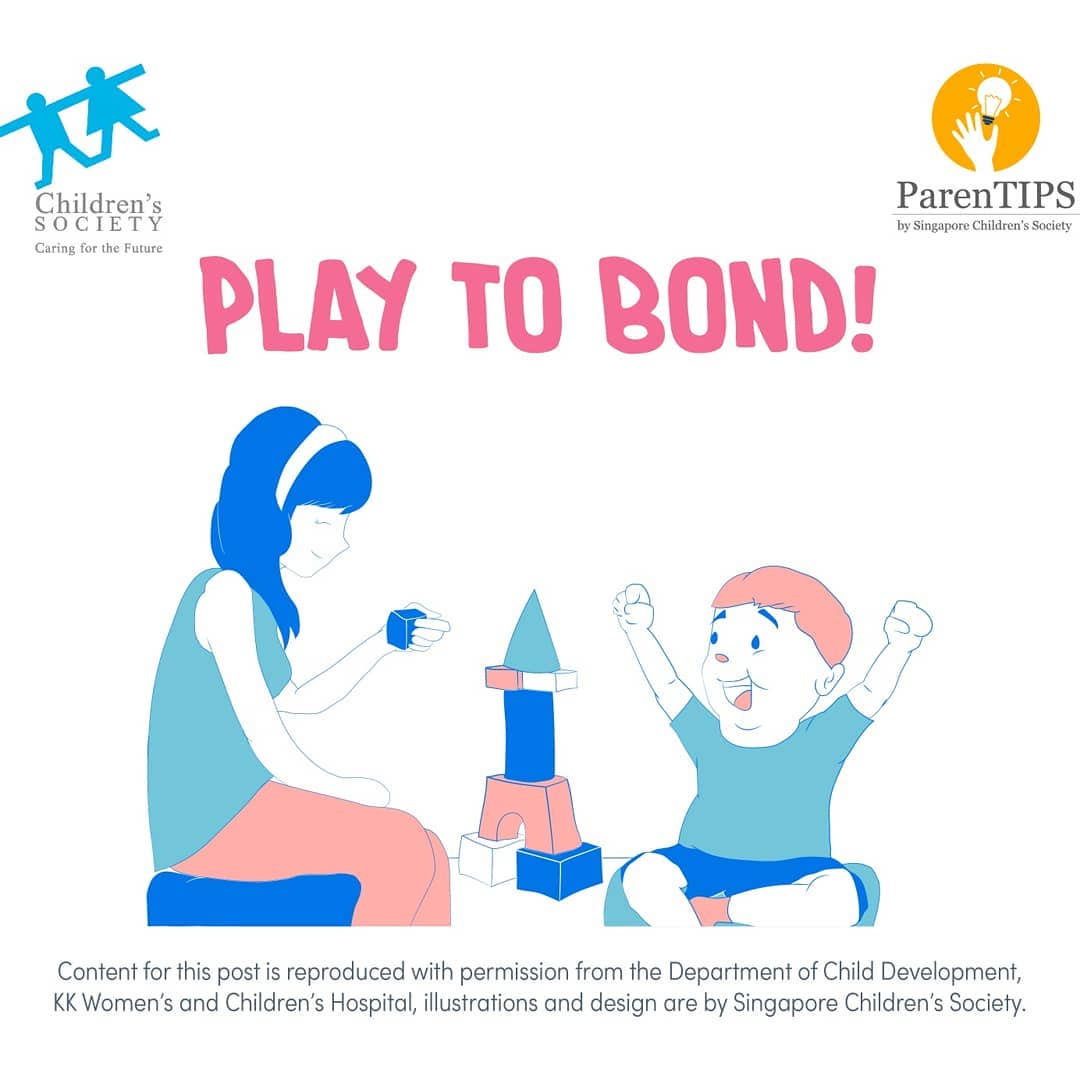 Children's
SOCIETY
Caring for the Future
ParenTIPS
by Singapore Children's Society
PLAY TO BOND!
Content for this post is reproduced with permission from the Department of Child Development,
KK Women's and Children's Hospital, illustrations and design are by Singapore Children's Society.